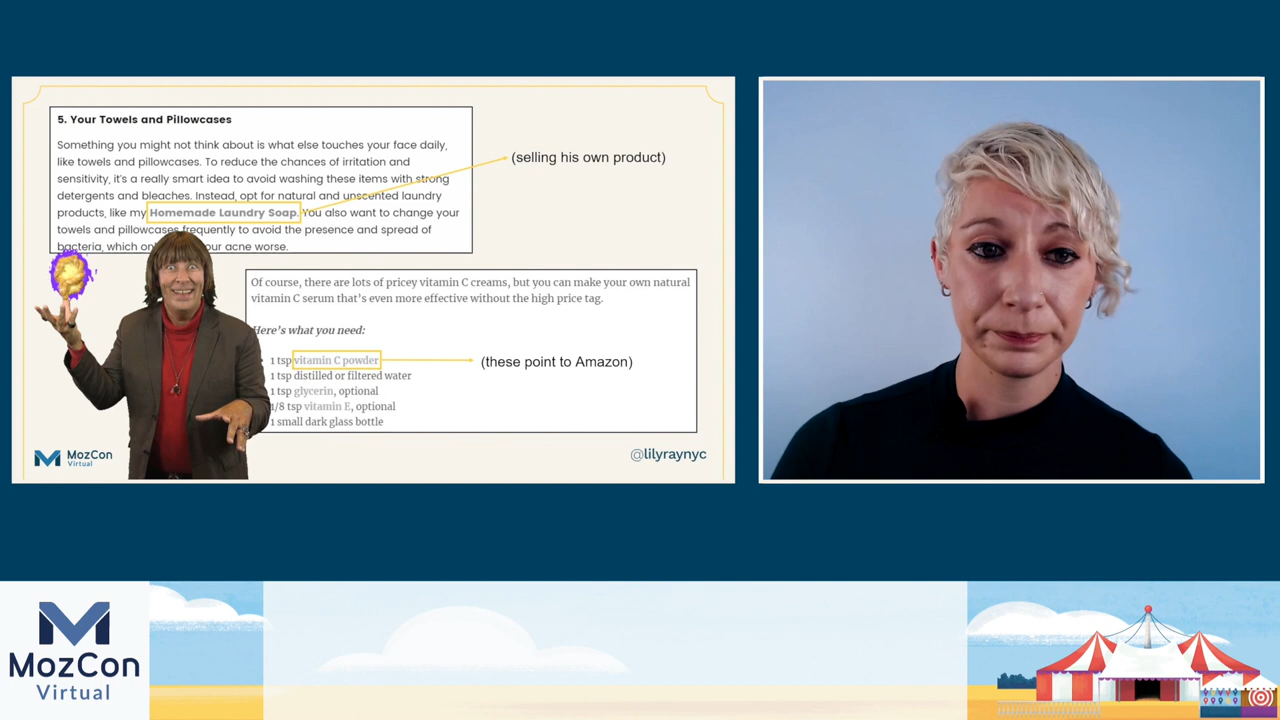 5. Your Towels and Pillowcases
Something you might not think about is what else touches your face daily,
like towels and pillowcases. To reduce the chances of irritation and
sensitivity, it's a really smart idea to avoid washing these items with strong
detergents and bleaches. Instead, opt for natural and unscented laundry
products, like my Homemade Laundry Soap. You also want to change your
towels and pillowcases frequently to avoid the presence and spread of
bacteria, which our acne worse.
(selling his own product)
Of course, there are lots of pricey vitamin C creams, but you can make your own natural
vitamin C serum that's even more effective without the high price tag.
Here's what you need:
1 tsp vitamin C powder
1 tsp distilled or filtered water
1 tsp glycerin, optional
1/8 tsp vitamin E, optional
1 small dark glass bottle
(these point to Amazon)
MozCon
Virtual
@lilyraynyc
MozCon
Virtual